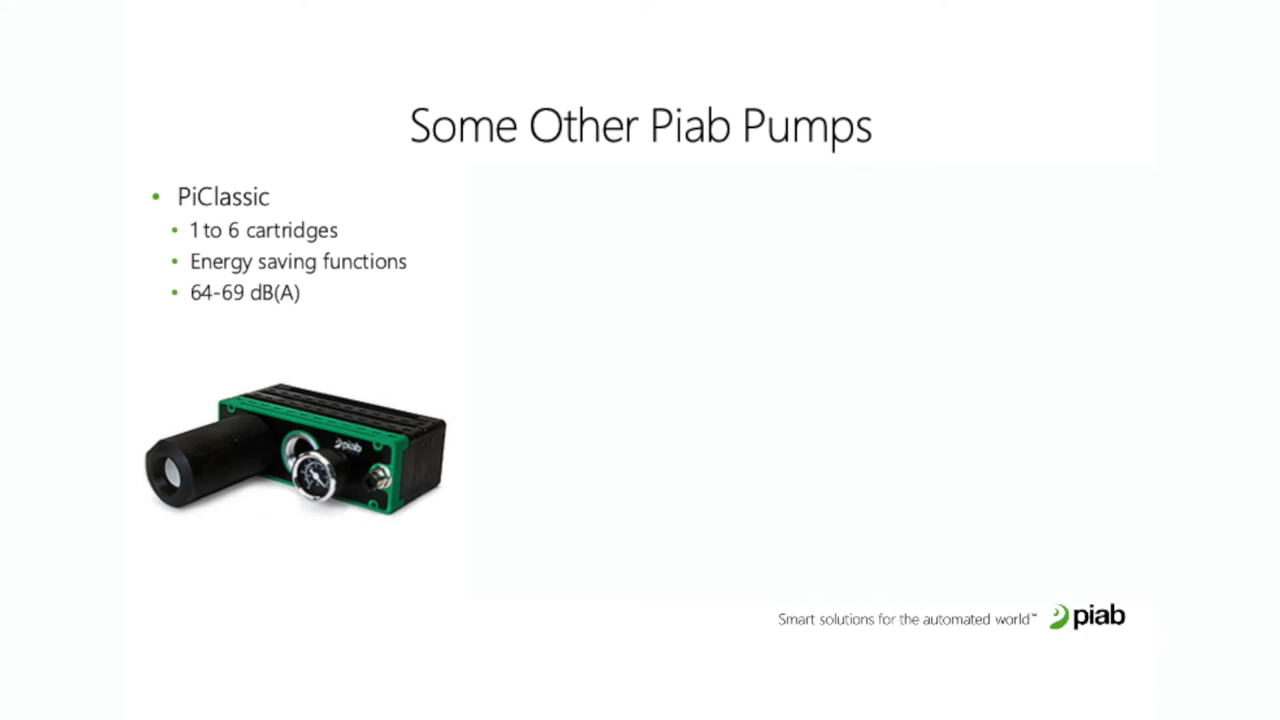 Some Other Piab Pumps
• PiClassic
• 1 to 6 cartridges
• Energy saving functions
• 64-69 dB(A)
piab
Smart solutions for the automated world™ piab